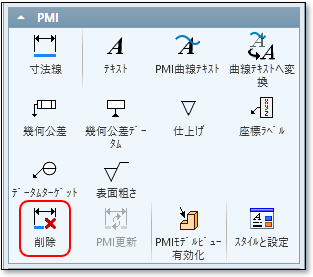 PMI
寸法線
テキスト
PMI曲線テキスト
曲線テキストへ変
換
幾何公差
幾何公差デー
タム
仕上げ
座標ラベル
データムターゲット
表面粗さ
削除
PMI更新
PMIモデルビュー
有効化
スタイルと設定